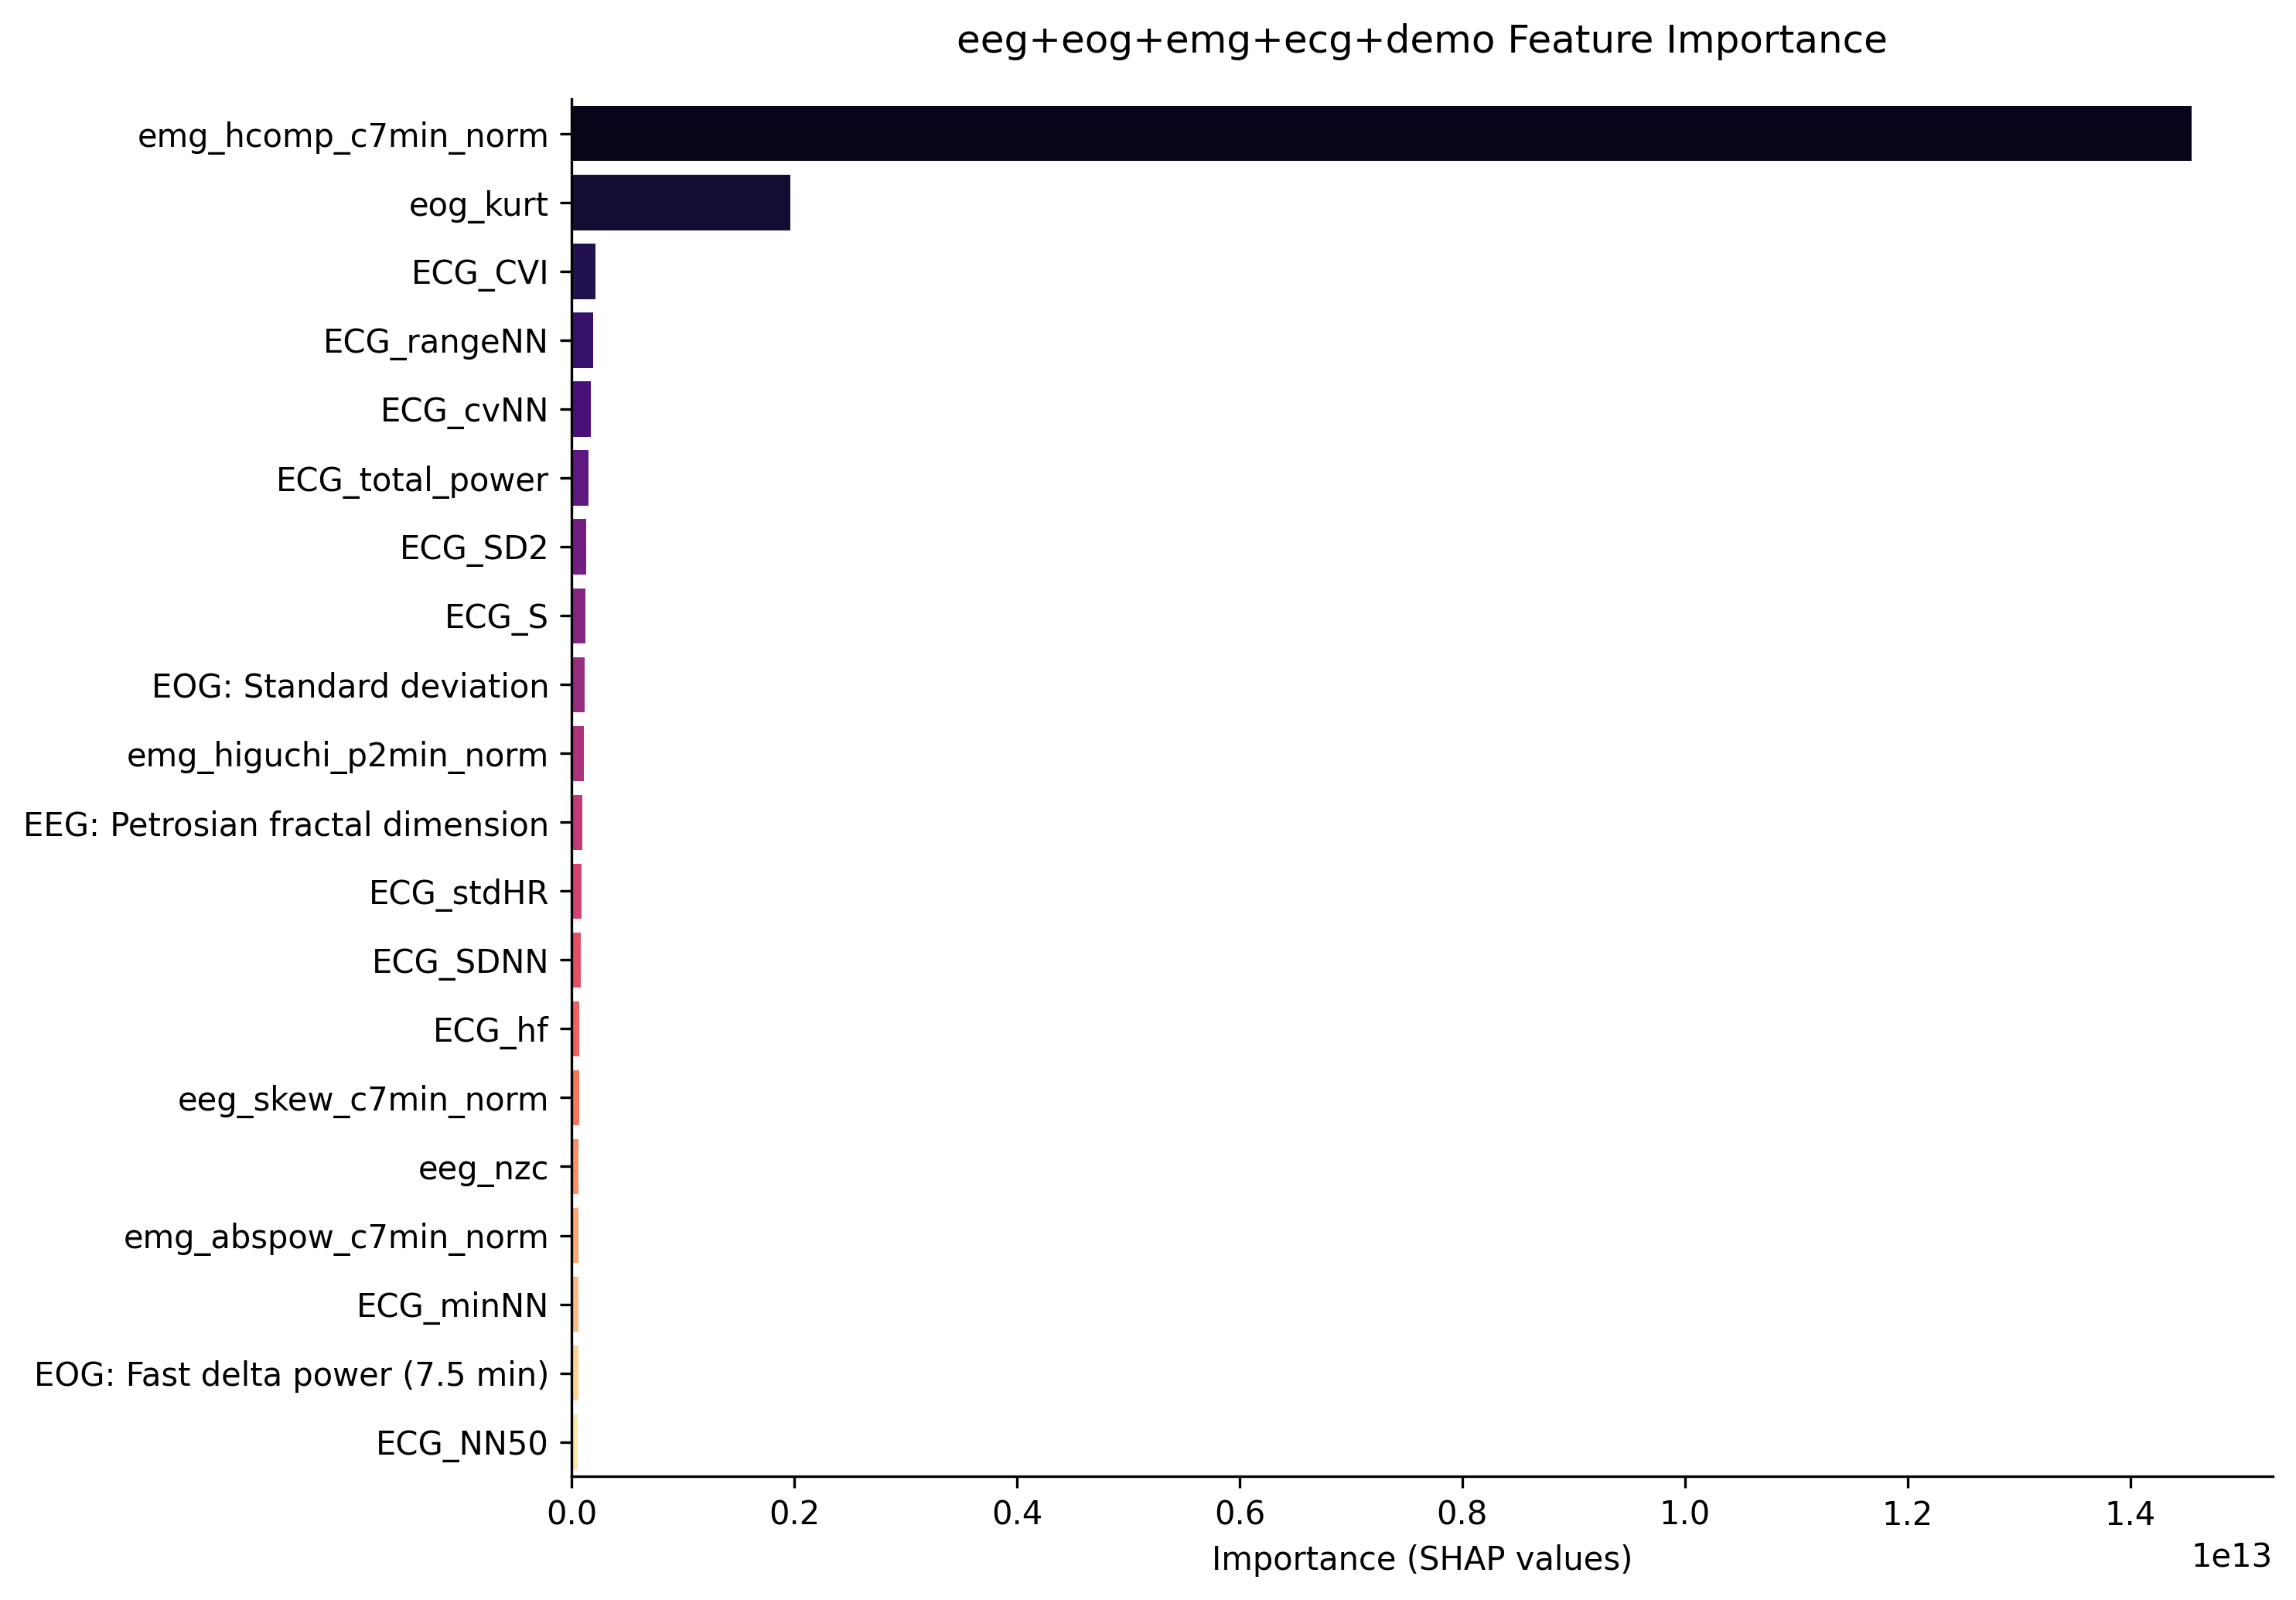 eeg+eog+emg+ecg+demo Feature Importance
emg_hcomp_c7min_norm
eog_kurt
ECG_CVI
ECG_rangeNN
ECG_cvNN
ECG_total_power
ECG_SD2
ECG_S
EOG: Standard deviation
emg_higuchi_p2min_norm
EEG: Petrosian fractal dimension
ECG_stdHR
ECG_SDNN
ECG_hf
eeg_skew_c7min_norm
eeg_nzc
emg_abspow_c7min_norm
ECG_minNN
EOG: Fast delta power (7.5 min)
ECG_NN50
0.0 0.2 0.4 0.6 0.8 1.0 1.2 1.4
1e13
Importance (SHAP values)